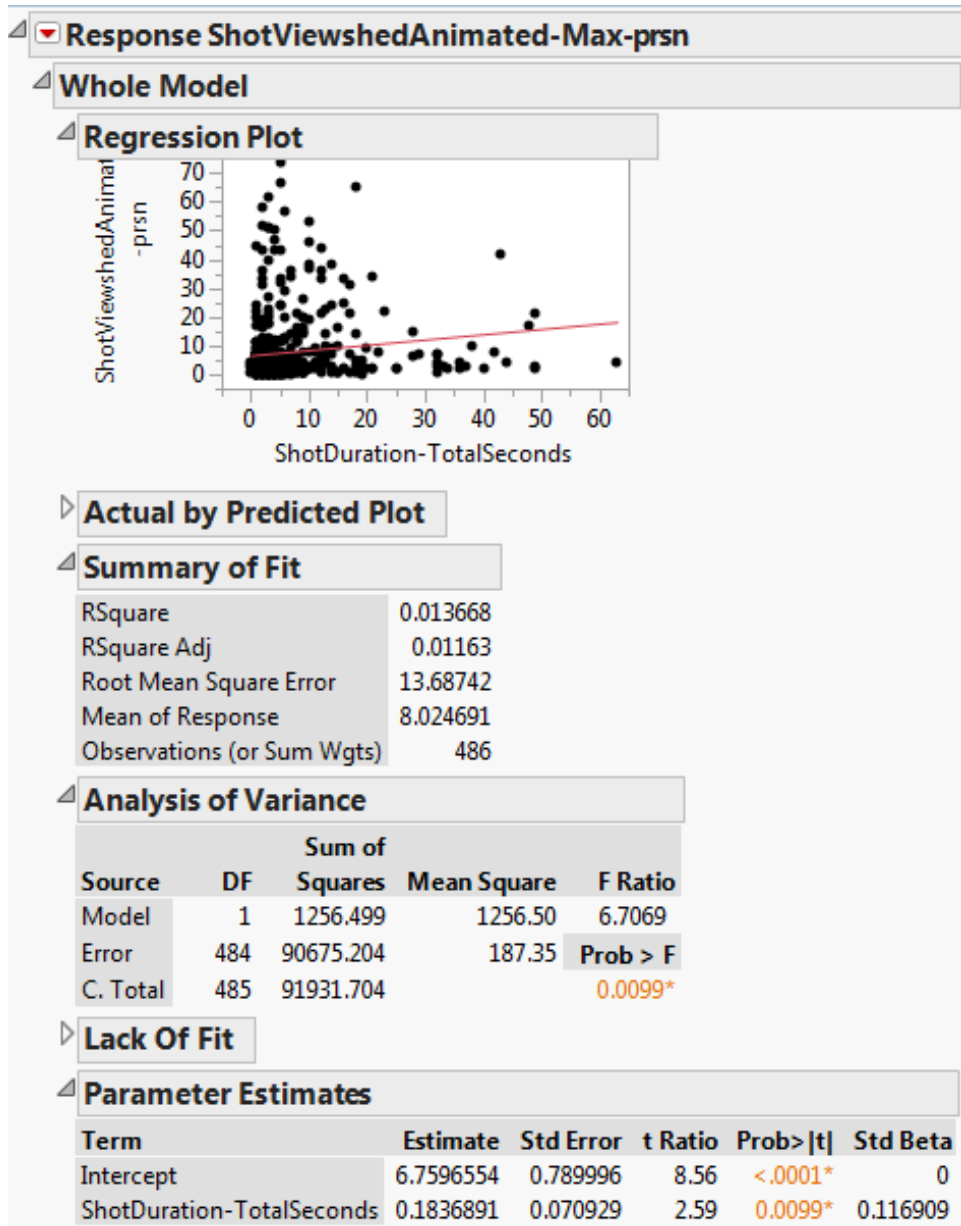 Response ShotViewshedAnimated-Max-prsn
Whole Model
Regression Plot
ShotViewshedAnimat
-prsn
70
60
50
40
30
20
10
0
0 10 20 30 40 50 60
ShotDuration-TotalSeconds
Actual by Predicted Plot
Summary of Fit
RSquare 0.013668
RSquare Adj 0.01163
Root Mean Square Error 13.68742
Mean of Response 8.024691
Observations (or Sum Wgts) 486
Analysis of Variance
Sum of
Source DF Squares Mean Square F Ratio
Model 1 1256.499 1256.50 6.7069
Error 484 90675.204 187.35 Prob > F
C. Total 485 91931.704 0.0099*
Lack Of Fit
Parameter Estimates
Term Estimate Std Error t Ratio Prob>|t| Std Beta
Intercept 6.7596554 0.789996 8.56 <.0001* 0
ShotDuration-TotalSeconds 0.1836891 0.070929 2.59 0.0099* 0.116909